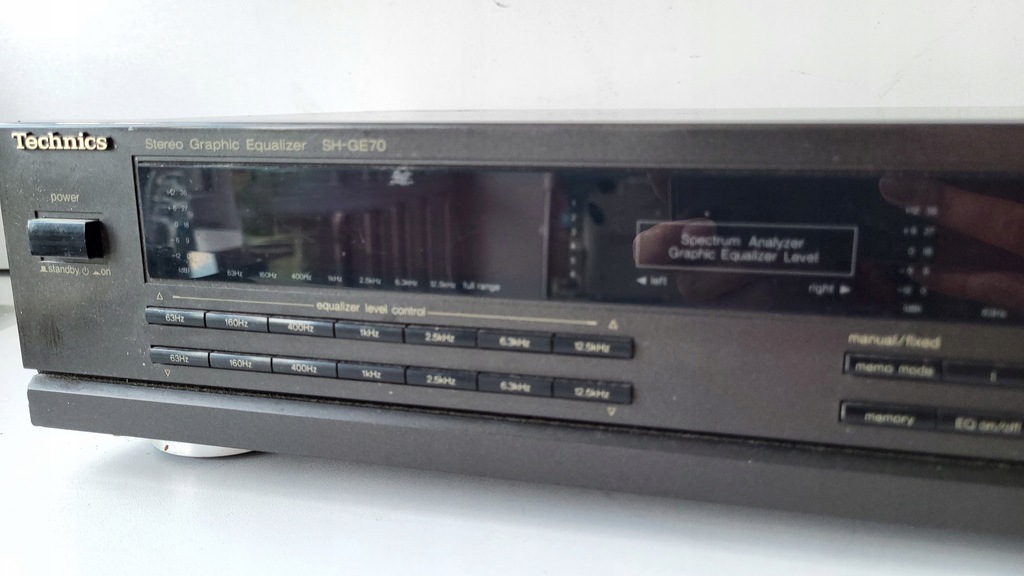 Technics
Stereo Graphic Equalizer SH-GE70
power
standby on
63Hz 160Hz 400Hz 1kHz 2.5kHz 6.3kHz 12.5kHz full range
Spectrum Analyzer
Graphic Equalizer Level
◀ left right ▶
63Hz
equalizer level control
63Hz 160Hz 400Hz 1kHz 2.5kHz 6.3kHz 12.5kHz
63Hz 160Hz 400Hz 1kHz 2.5kHz 6.3kHz 12.5kHz
manual/fixed
memo mode 1
memory EQ on/off